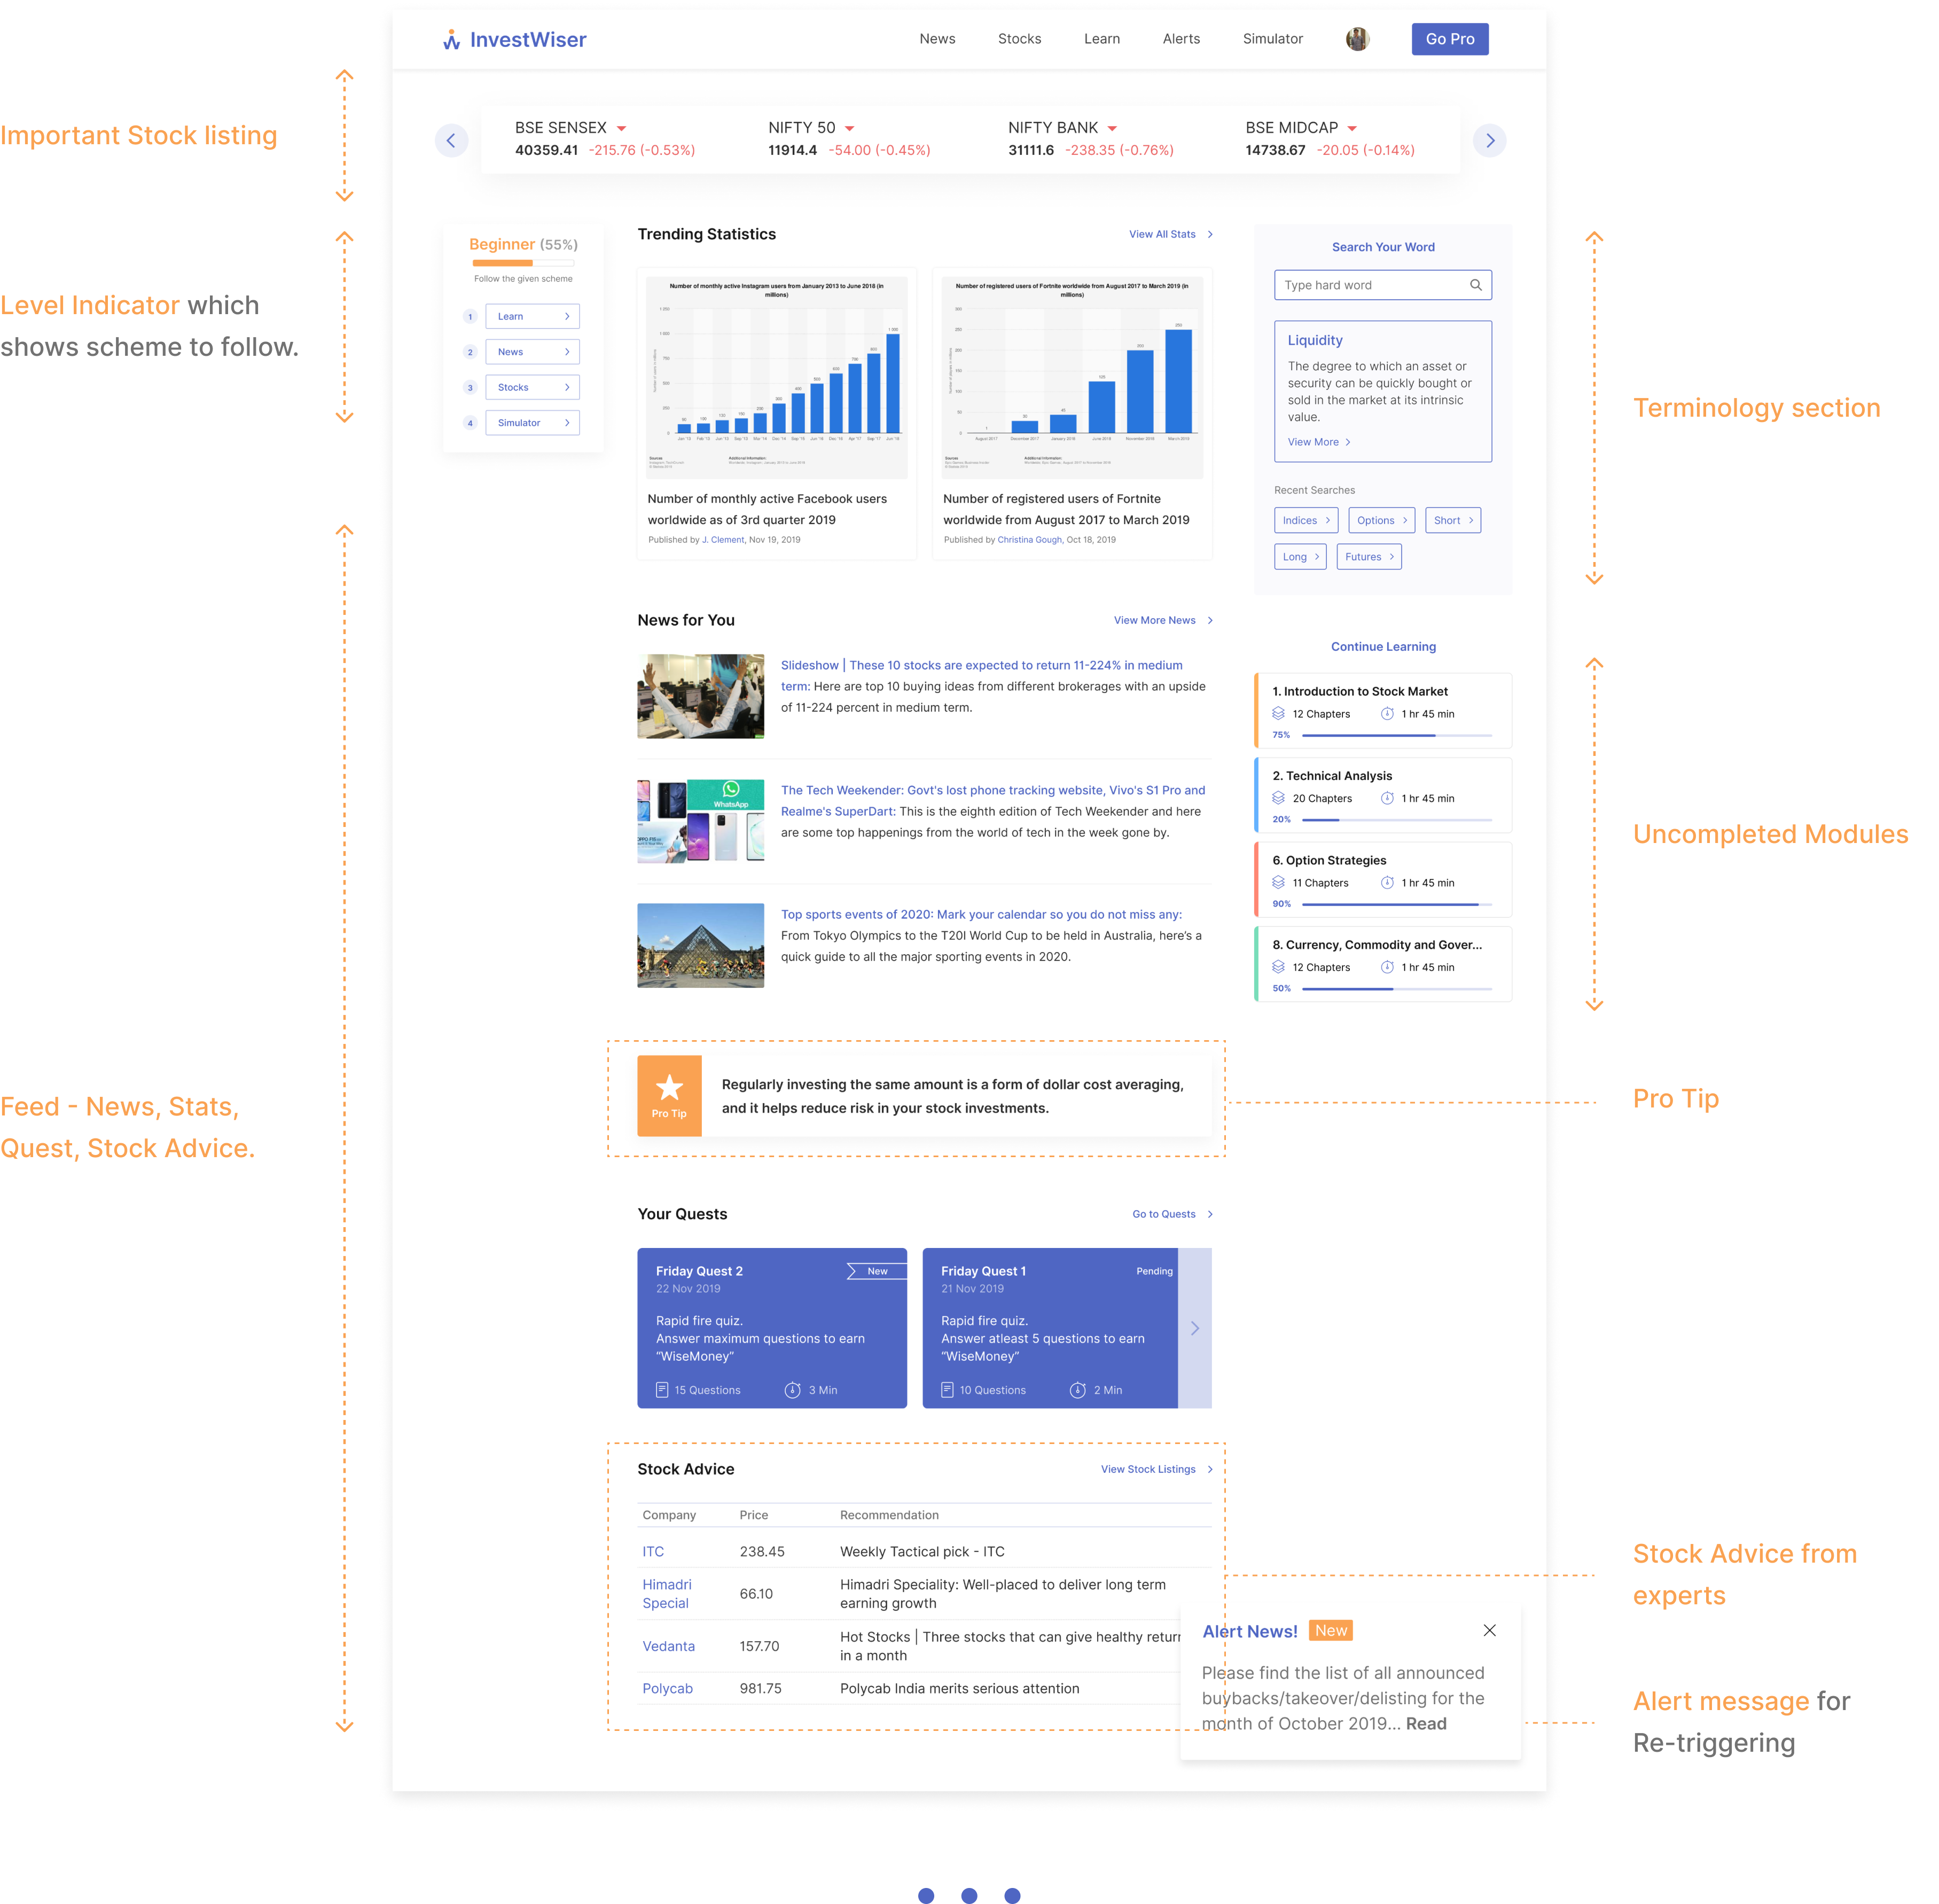 InvestWiser
News
Stocks
Learn
Alerts
Simulator
Go Pro
Important Stock listing
BSE SENSEX
40359.41 -215.76 (-0.53%)
NIFTY 50
11914.4 -54.00 (-0.45%)
NIFTY BANK
31111.6 -238.35 (-0.76%)
BSE MIDCAP
14738.67 -20.05 (-0.14%)
Level Indicator which
shows scheme to follow.
Beginner (55%)
Follow the given scheme
1 Learn
2 News
3 Stocks
4 Simulator
Trending Statistics
View All Stats
Number of monthly active Instagram users from January 2013 to June 2018 (in
millions)
Number of monthly active Facebook users
worldwide as of 3rd quarter 2019
Published by J. Clement, Nov 19, 2019
Number of registered users of Fortnite worldwide from August 2017 to March 2019 (in
millions)
Number of registered users of Fortnite
worldwide from August 2017 to March 2019
Published by Christina Gough, Oct 18, 2019
Search Your Word
Type hard word
Liquidity
The degree to which an asset or
security can be quickly bought or
sold in the market at its intrinsic
value.
View More
Recent Searches
Indices
Options
Short
Long
Futures
Terminology section
Feed - News, Stats,
Quest, Stock Advice.
News for You
View More News
Slideshow | These 10 stocks are expected to return 11-224% in medium
term: Here are top 10 buying ideas from different brokerages with an upside
of 11-224 percent in medium term.
WhatsApp
The Tech Weekender: Govt's lost phone tracking website, Vivo's S1 Pro and
Realme's SuperDart: This is the eighth edition of Tech Weekender and here
are some top happenings from the world of tech in the week gone by.
Top sports events of 2020: Mark your calendar so you do not miss any:
From Tokyo Olympics to the T20I World Cup to be held in Australia, here's a
quick guide to all the major sporting events in 2020.
Continue Learning
1. Introduction to Stock Market
12 Chapters
1 hr 45 min
75%
2. Technical Analysis
20 Chapters
1 hr 45 min
20%
6. Option Strategies
11 Chapters
1 hr 45 min
90%
8. Currency, Commodity and Gover...
12 Chapters
1 hr 45 min
50%
Uncompleted Modules
Pro Tip
Regularly investing the same amount is a form of dollar cost averaging,
and it helps reduce risk in your stock investments.
Pro Tip
Your Quests
Go to Quests
Friday Quest 2
New
22 Nov 2019
Rapid fire quiz.
Answer maximum questions to earn
“WiseMoney”
15 Questions
3 Min
Friday Quest 1
Pending
21 Nov 2019
Rapid fire quiz.
Answer atleast 5 questions to earn
“WiseMoney”
10 Questions
2 Min
Stock Advice
View Stock Listings
Company Price Recommendation
ITC 238.45 Weekly Tactical pick - ITC
Himadri
Special
66.10
Himadri Speciality: Well-placed to deliver long term
earning growth
Vedanta
157.70
Hot Stocks | Three stocks that can give healthy return
in a month
Polycab 981.75 Polycab India merits serious attention
Stock Advice from
experts
Alert News! New
Please find the list of all announced
buybacks/takeover/delisting for the
month of October 2019... Read
Alert message for
Re-triggering